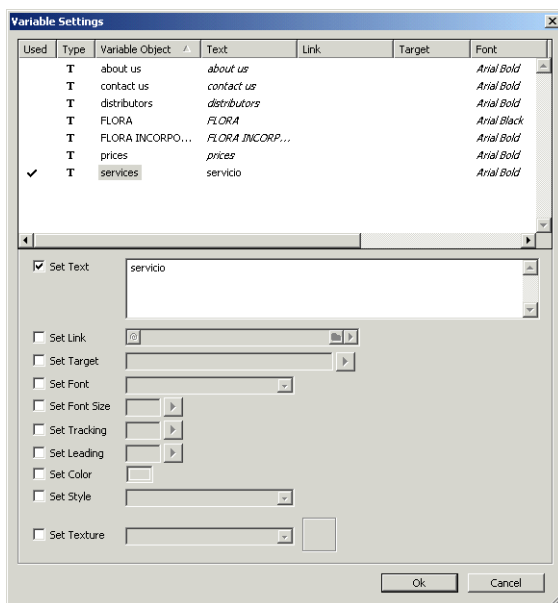 Variable Settings
Used Type Variable Object Text Link Target Font
T about us about us Arial Bold
T contact us contact us Arial Bold
T distributors distributors Arial Bold
T FLORA FLORA Arial Black
T FLORA INCORPO... FLORA INCORP... Arial Bold
T prices prices Arial Bold
T services servicio Arial Bold
Set Text servicio
Set Link
Set Target
Set Font
Set Font Size
Set Tracking
Set Leading
Set Color
Set Style
Set Texture
Ok Cancel